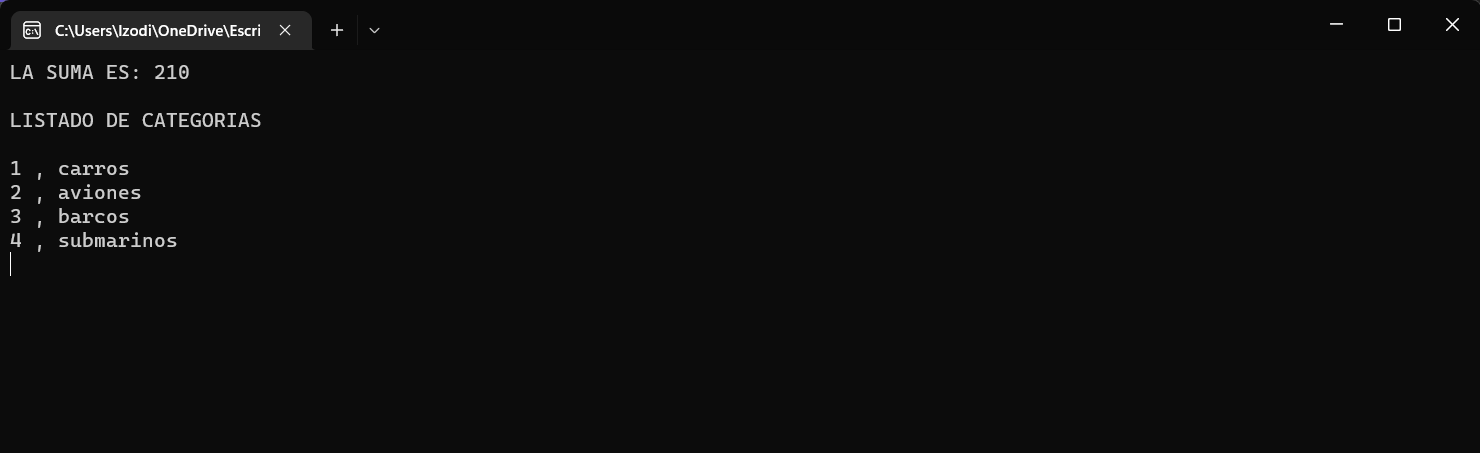 C:\Users\Izodi\OneDrive\Escri
LA SUMA ES: 210
LISTADO DE CATEGORIAS
1 , carros
2 , aviones
3 , barcos
4 , submarinos